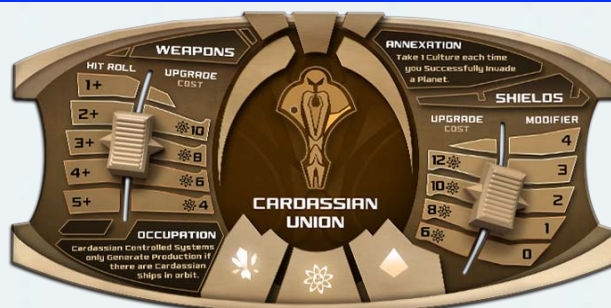 WEAPONS
HIT ROLL
UPGRADE
COST
1+
2+
10
3+
8
4+
6
5+
4
OCCUPATION
Cardassian Controlled Systems
only Generate Production if
there are Cardassian
Ships in orbit.
CARDASSIAN
UNION
ANNEXATION
Take 1 Culture each time
you Successfully Invade
a Planet.
SHIELDS
UPGRADE
COST
MODIFIER
4
12
3
10
2
8
1
6
0